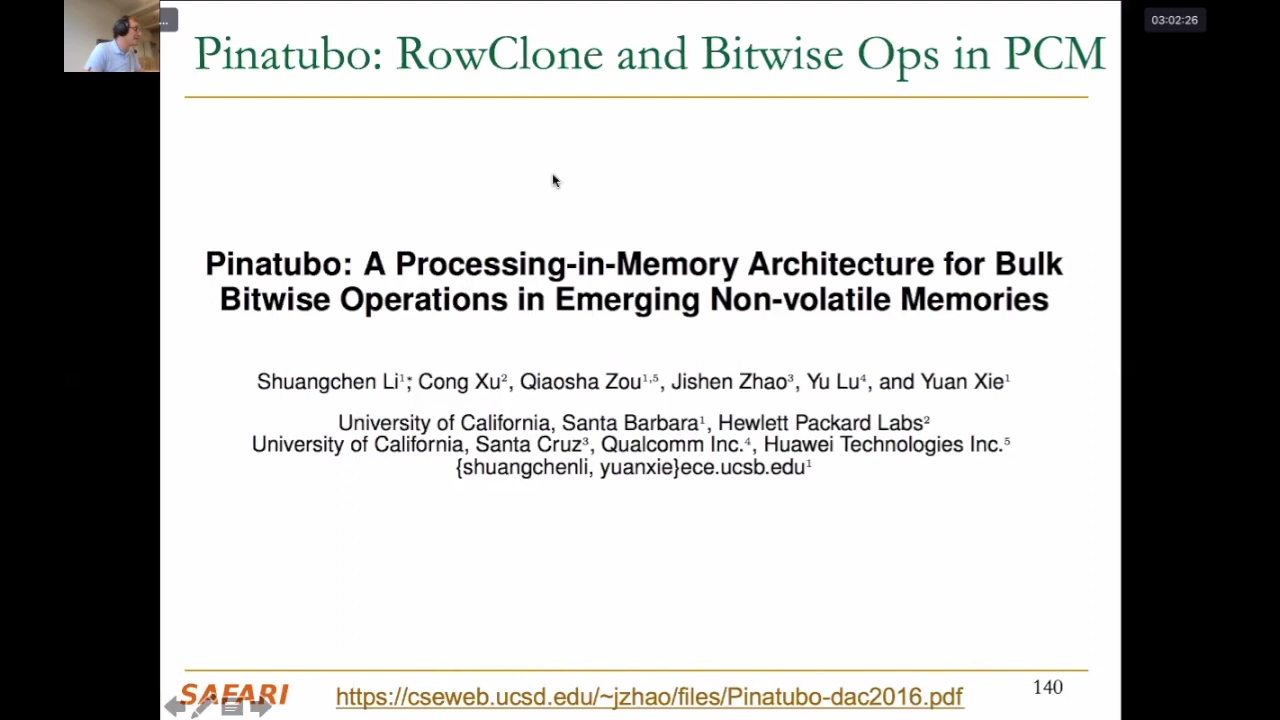 ...
03:02:26
Pinatubo: RowClone and Bitwise Ops in PCM
Pinatubo: A Processing-in-Memory Architecture for Bulk
Bitwise Operations in Emerging Non-volatile Memories
Shuangchen Li¹*, Cong Xu², Qiaosha Zou¹,⁵, Jishen Zhao³, Yu Lu⁴, and Yuan Xie¹
University of California, Santa Barbara¹, Hewlett Packard Labs²
University of California, Santa Cruz³, Qualcomm Inc.⁴, Huawei Technologies Inc.⁵
{shuangchenli, yuanxie}ece.ucsb.edu¹
SAFARI
https://cseweb.ucsd.edu/~jzhao/files/Pinatubo-dac2016.pdf
140